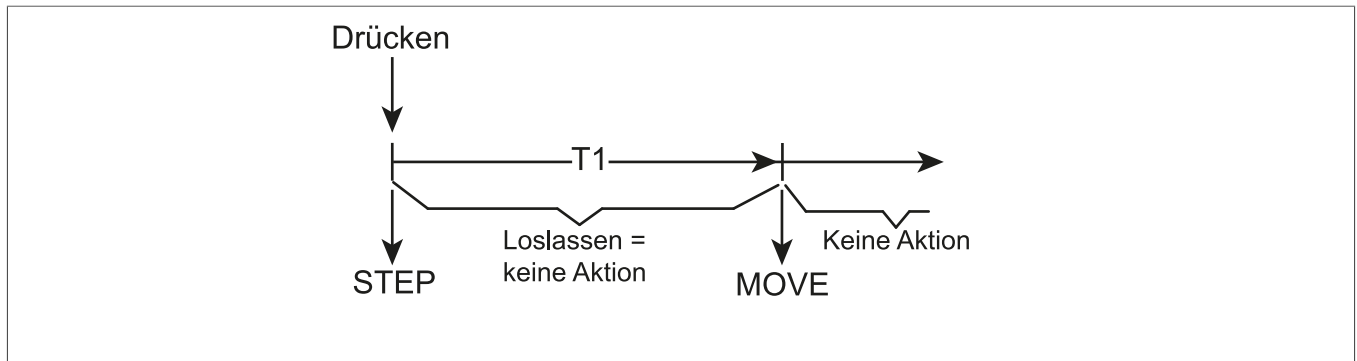 Drücken
T1
Loslassen =
keine Aktion
Keine Aktion
STEP
MOVE